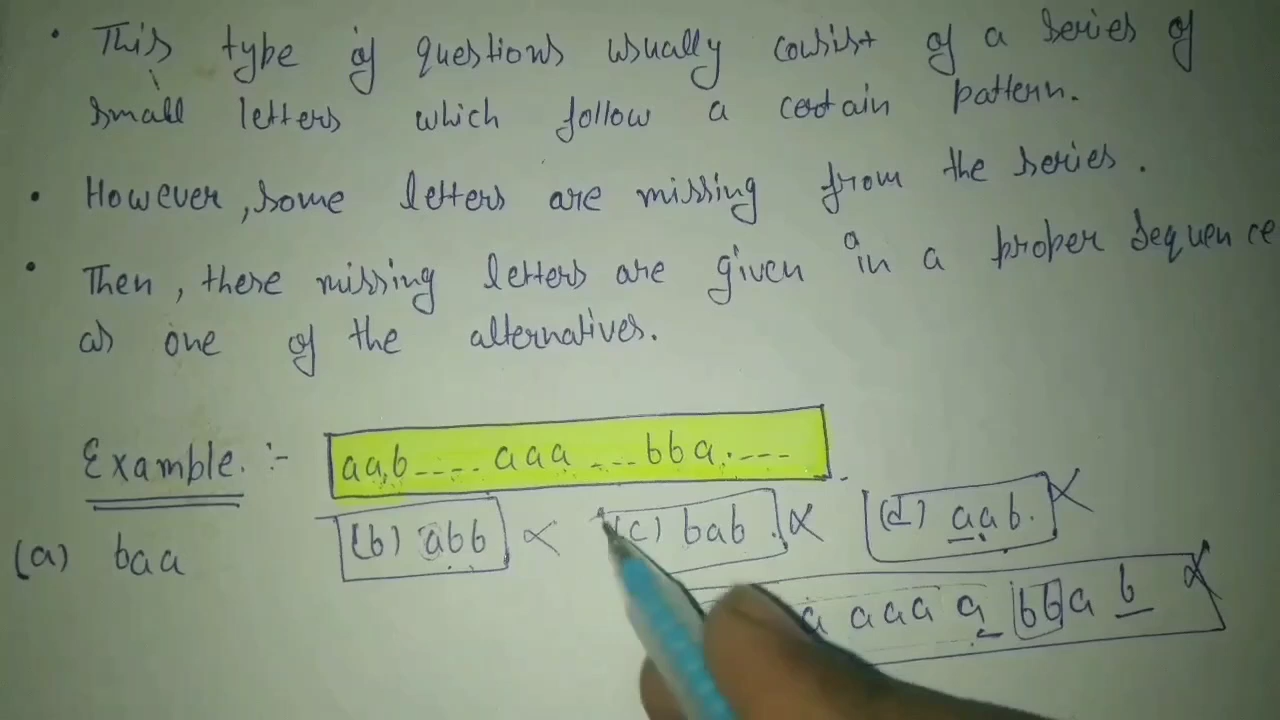 • This type of questions usually cosist of a series of
small letters which follow a certain pattern.
• However, some letters are missing from the series.
• Then, these missing letters are given in a proper sequence
as one of the alternatives.
Examble :- aab.... aaa ....bba.....
(a) baa (b) abb × (c) bab. × (d) aab. ×
a aaa a bba b ×